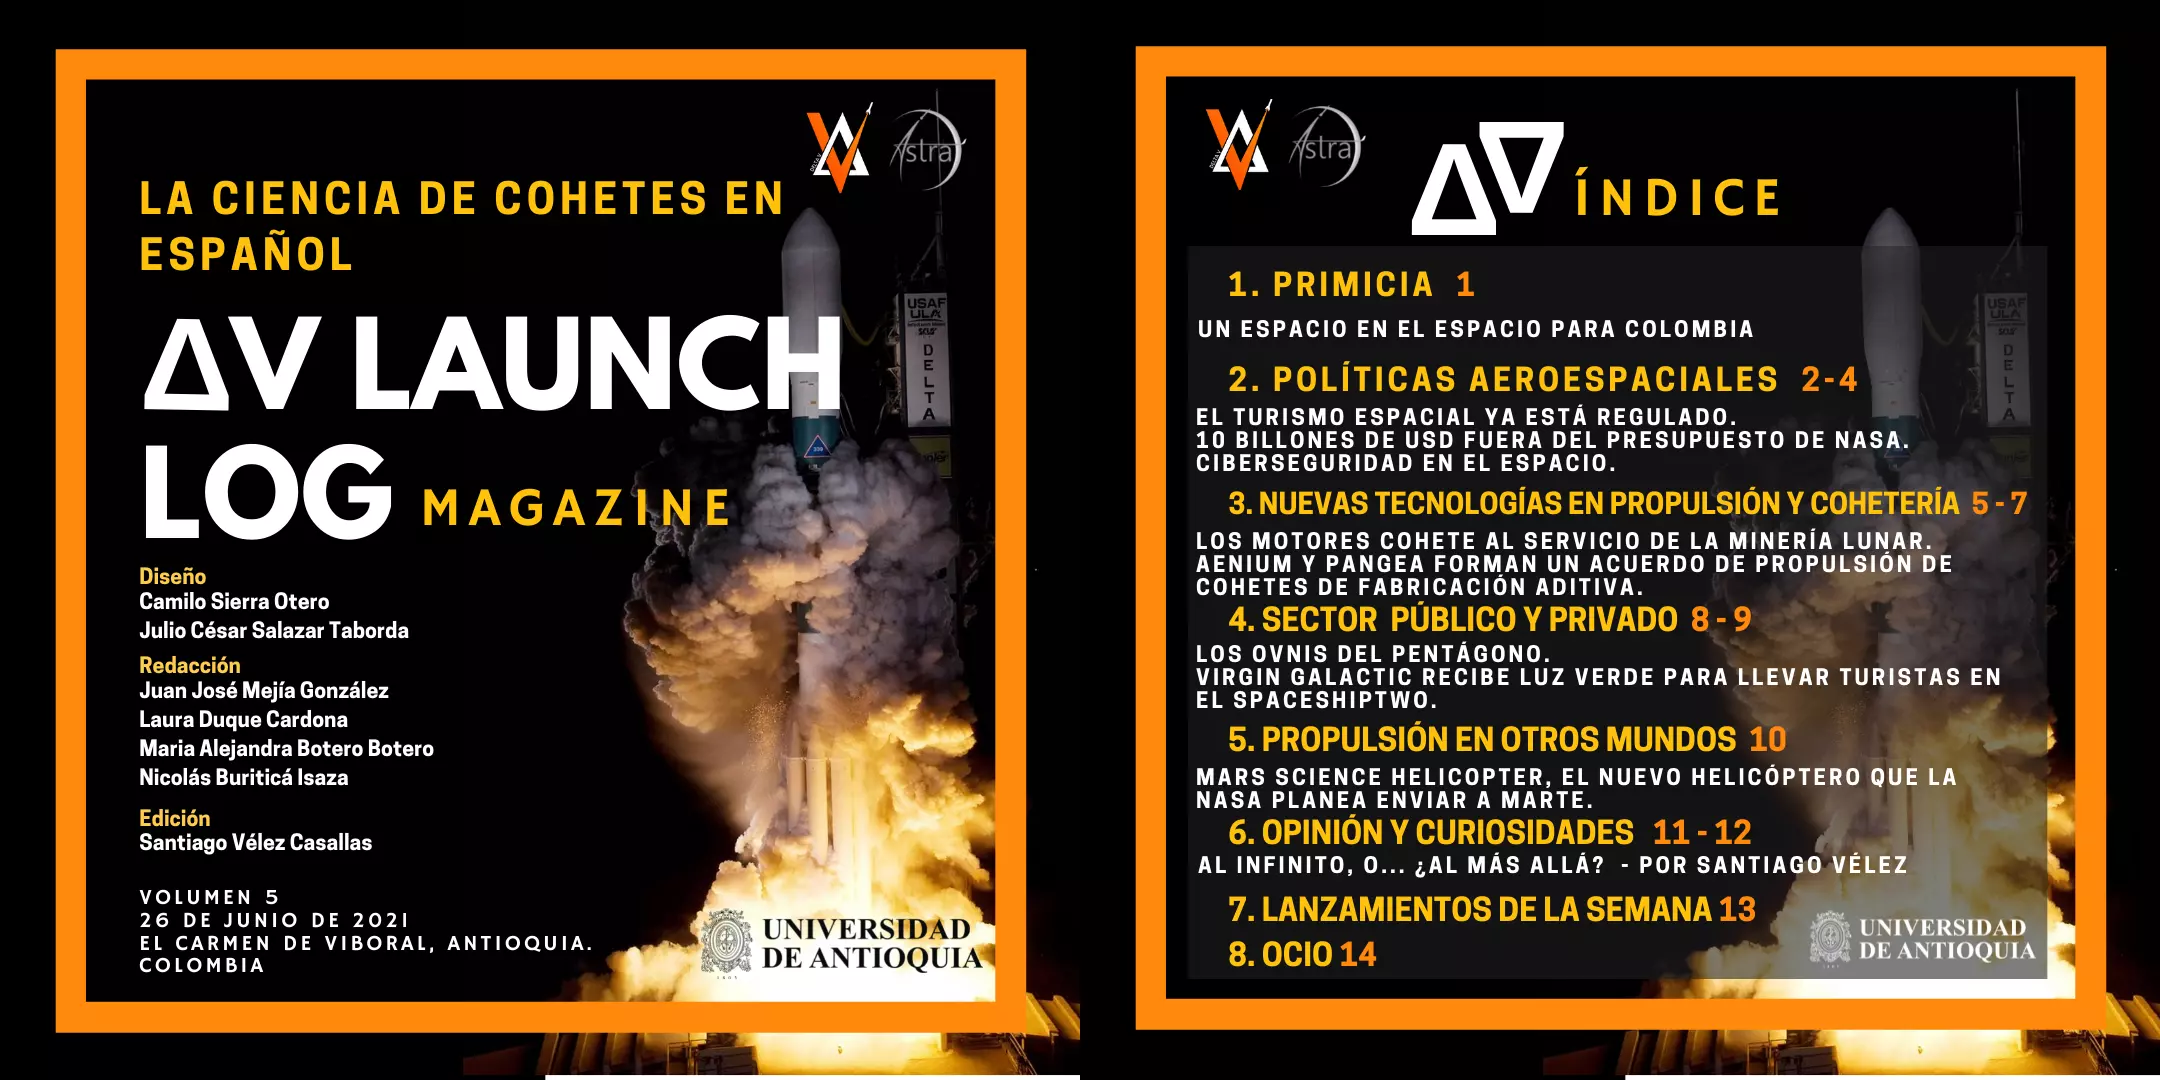 LA CIENCIA DE COHETES EN
ESPAÑOL
ΔV LAUNCH
LOG MAGAZINE
Diseño
Camilo Sierra Otero
Julio César Salazar Taborda
Redacción
Juan José Mejía González
Laura Duque Cardona
Maria Alejandra Botero Botero
Nicolás Buriticá Isaza
Edición
Santiago Vélez Casallas
VOLUMEN 5
26 DE JUNIO DE 2021
EL CARMEN DE VIBORAL, ANTIOQUIA.
COLOMBIA
Astra
USAF
ULA
DELTA
UNIVERSIDAD
DE ANTIOQUIA
1803
Astra
ΔV ÍNDICE
1. PRIMICIA 1
UN ESPACIO EN EL ESPACIO PARA COLOMBIA
2. POLÍTICAS AEROESPACIALES 2-4
EL TURISMO ESPACIAL YA ESTÁ REGULADO.
10 BILLONES DE USD FUERA DEL PRESUPUESTO DE NASA.
CIBERSEGURIDAD EN EL ESPACIO.
3. NUEVAS TECNOLOGÍAS EN PROPULSIÓN Y COHETERÍA 5 - 7
LOS MOTORES COHETE AL SERVICIO DE LA MINERÍA LUNAR.
AENIUM Y PANGEA FORMAN UN ACUERDO DE PROPULSIÓN DE
COHETES DE FABRICACIÓN ADITIVA.
4. SECTOR PÚBLICO Y PRIVADO 8 - 9
LOS OVNIS DEL PENTÁGONO.
VIRGIN GALACTIC RECIBE LUZ VERDE PARA LLEVAR TURISTAS EN
EL SPACESHIPTWO.
5. PROPULSIÓN EN OTROS MUNDOS 10
MARS SCIENCE HELICOPTER, EL NUEVO HELICÓPTERO QUE LA
NASA PLANEA ENVIAR A MARTE.
6. OPINIÓN Y CURIOSIDADES 11 - 12
AL INFINITO, O... ¿AL MÁS ALLÁ? - POR SANTIAGO VÉLEZ
7. LANZAMIENTOS DE LA SEMANA 13
8. OCIO 14
USAF
ULA
DELTA
UNIVERSIDAD
DE ANTIOQUIA
1803